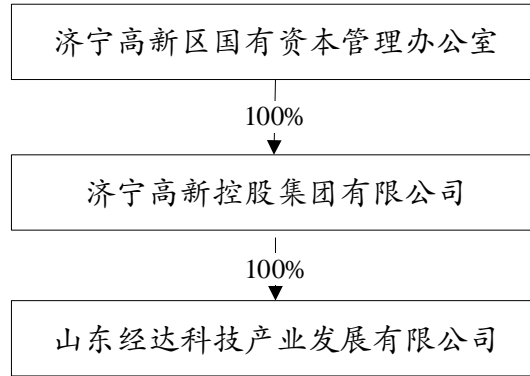 济宁高新区国有资本管理办公室
100%
济宁高新控股集团有限公司
100%
山东经达科技产业发展有限公司